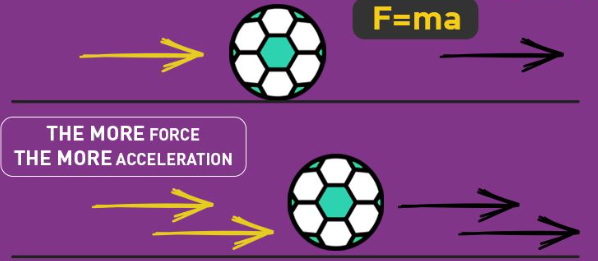 F=ma
THE MORE FORCE
THE MORE ACCELERATION